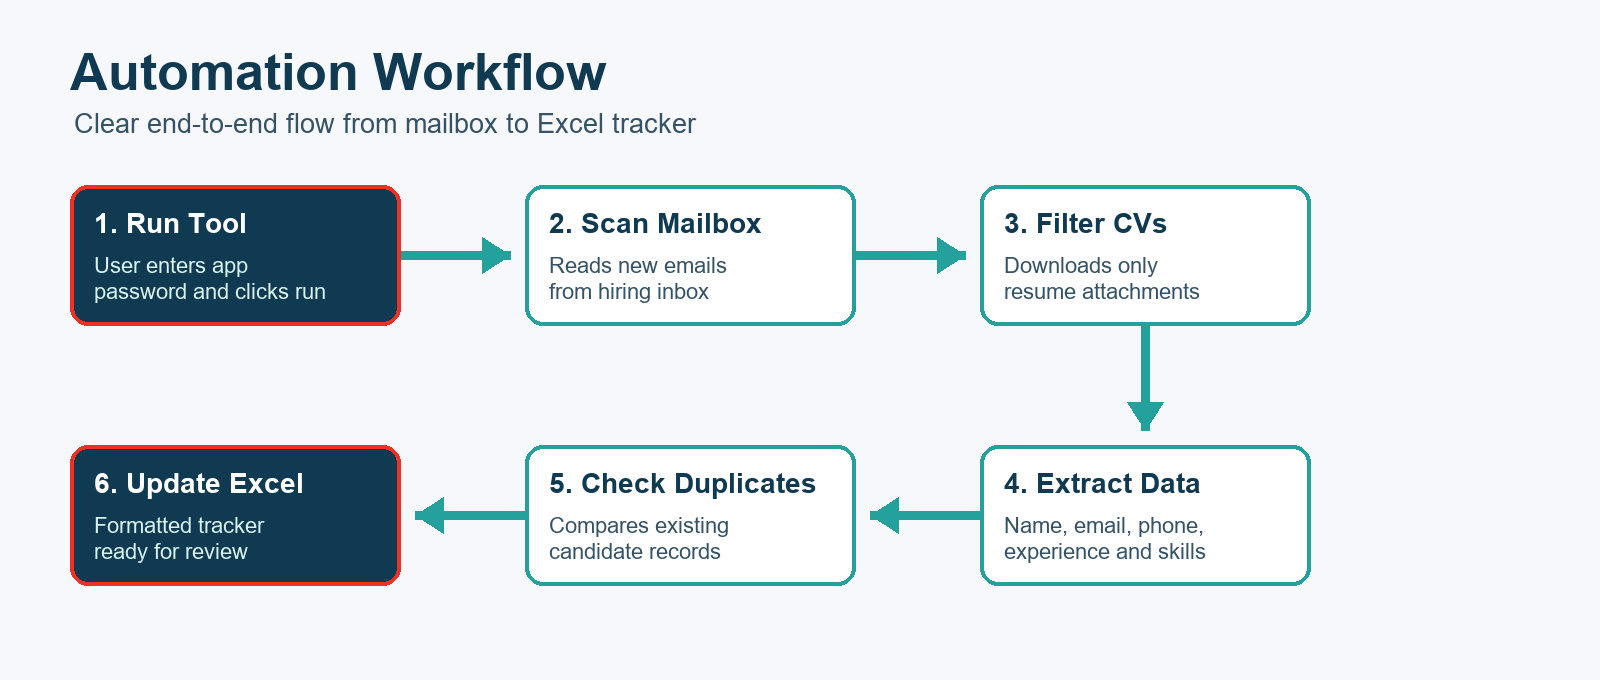 Automation Workflow
Clear end-to-end flow from mailbox to Excel tracker
1. Run Tool
User enters app
password and clicks run
2. Scan Mailbox
Reads new emails
from hiring inbox
3. Filter CVs
Downloads only
resume attachments
4. Extract Data
Name, email, phone,
experience and skills
5. Check Duplicates
Compares existing
candidate records
6. Update Excel
Formatted tracker
ready for review